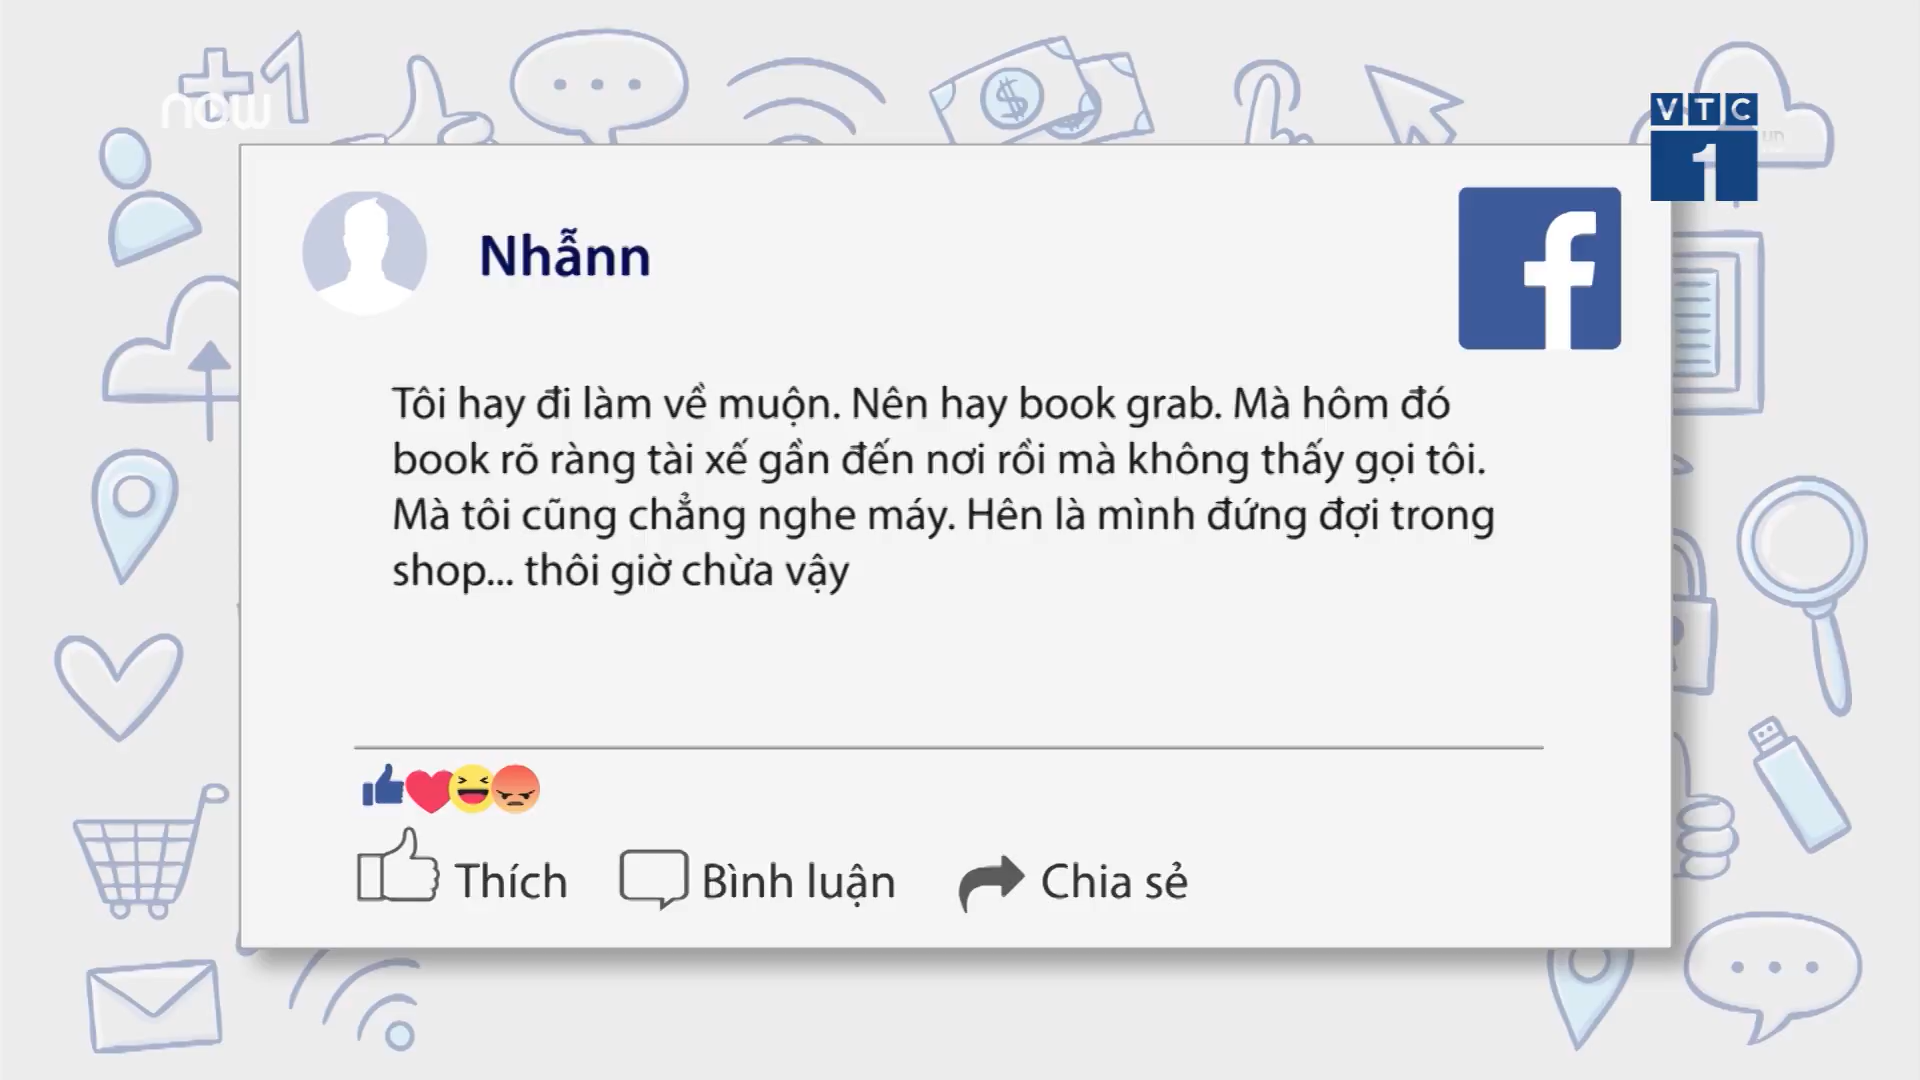 +1
now
VTC
1
HD
Nhẫnn
f
Tôi hay đi làm về muộn. Nên hay book grab. Mà hôm đó
book rõ ràng tài xế gần đến nơi rồi mà không thấy gọi tôi.
Mà tôi cũng chẳng nghe máy. Hên là mình đứng đợi trong
shop... thôi giờ chừa vậy
Thích
Bình luận
Chia sẻ